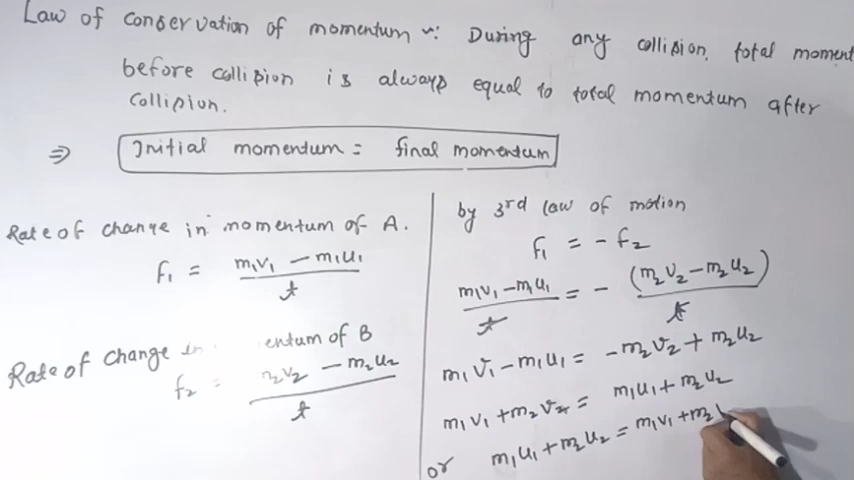 Law of conservation of momentum :- During any collision, total moment
before collision is always equal to total momentum after
collision.
⇒ Initial momentum = final momentum
Rate of change in momentum of A.
F₁ = (m₁v₁ - m₁u₁)/t
Rate of change in entum of B
F₂ = m₂v₂ - m₂u₂/t
by 3rd law of motion
F₁ = - F₂
(m₁v₁ - m₁u₁)/t = - (m₂v₂ - m₂u₂)/t
m₁v₁ - m₁u₁ = -m₂v₂ + m₂u₂
m₁v₁ + m₂v₂ = m₁u₁ + m₂u₂
or m₁u₁ + m₂u₂ = m₁v₁ + m₂